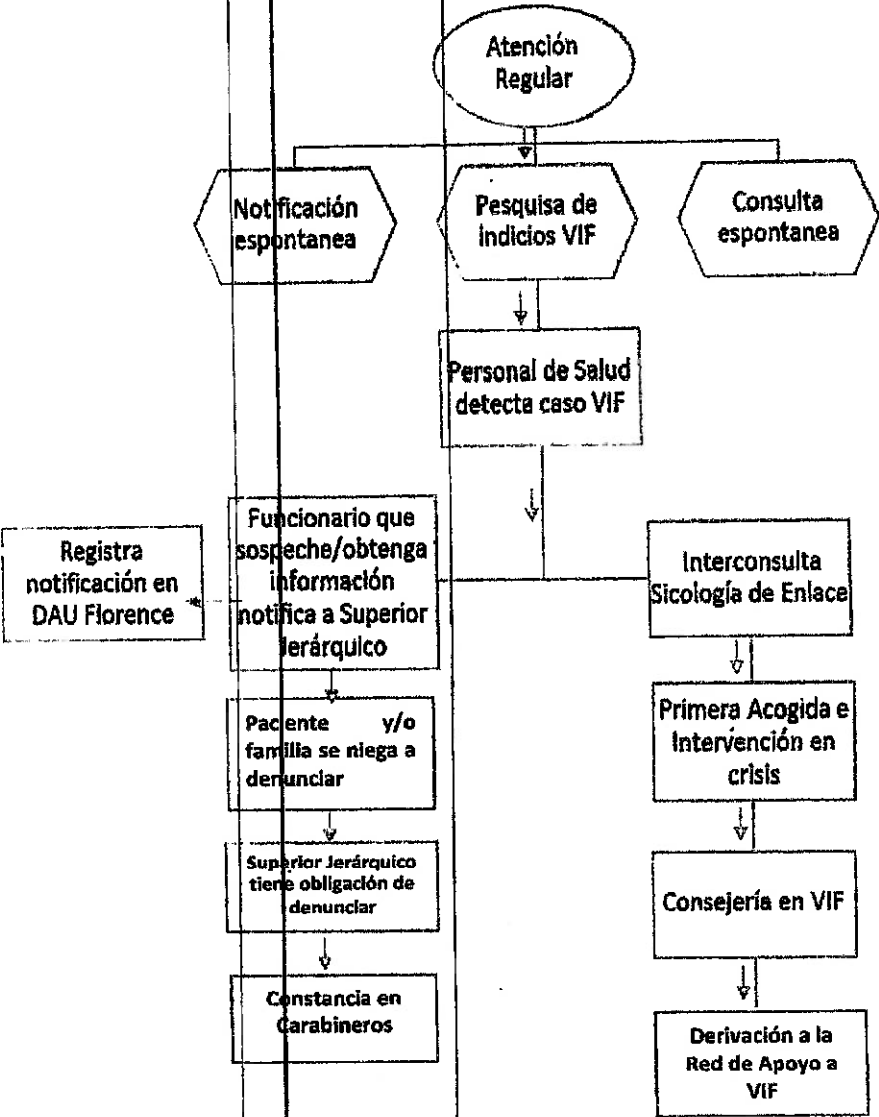 Atención
Regular
Notificación
espontanea
Pesquisa de
indicios VIF
Consulta
espontanea
Personal de Salud
detecta caso VIF
Registra
notificación en
DAU Florence
Funcionario que
sospeche/obtenga
información
notifica a Superior
Jerárquico
Interconsulta
Sicología de Enlace
Paciente y/o
familia se niega a
denunciar
Primera Acogida e
Intervención en
crisis
Superior Jerárquico
tiene obligación de
denunciar
Consejería en VIF
Constancia en
Carabineros
Derivación a la
Red de Apoyo a
VIF